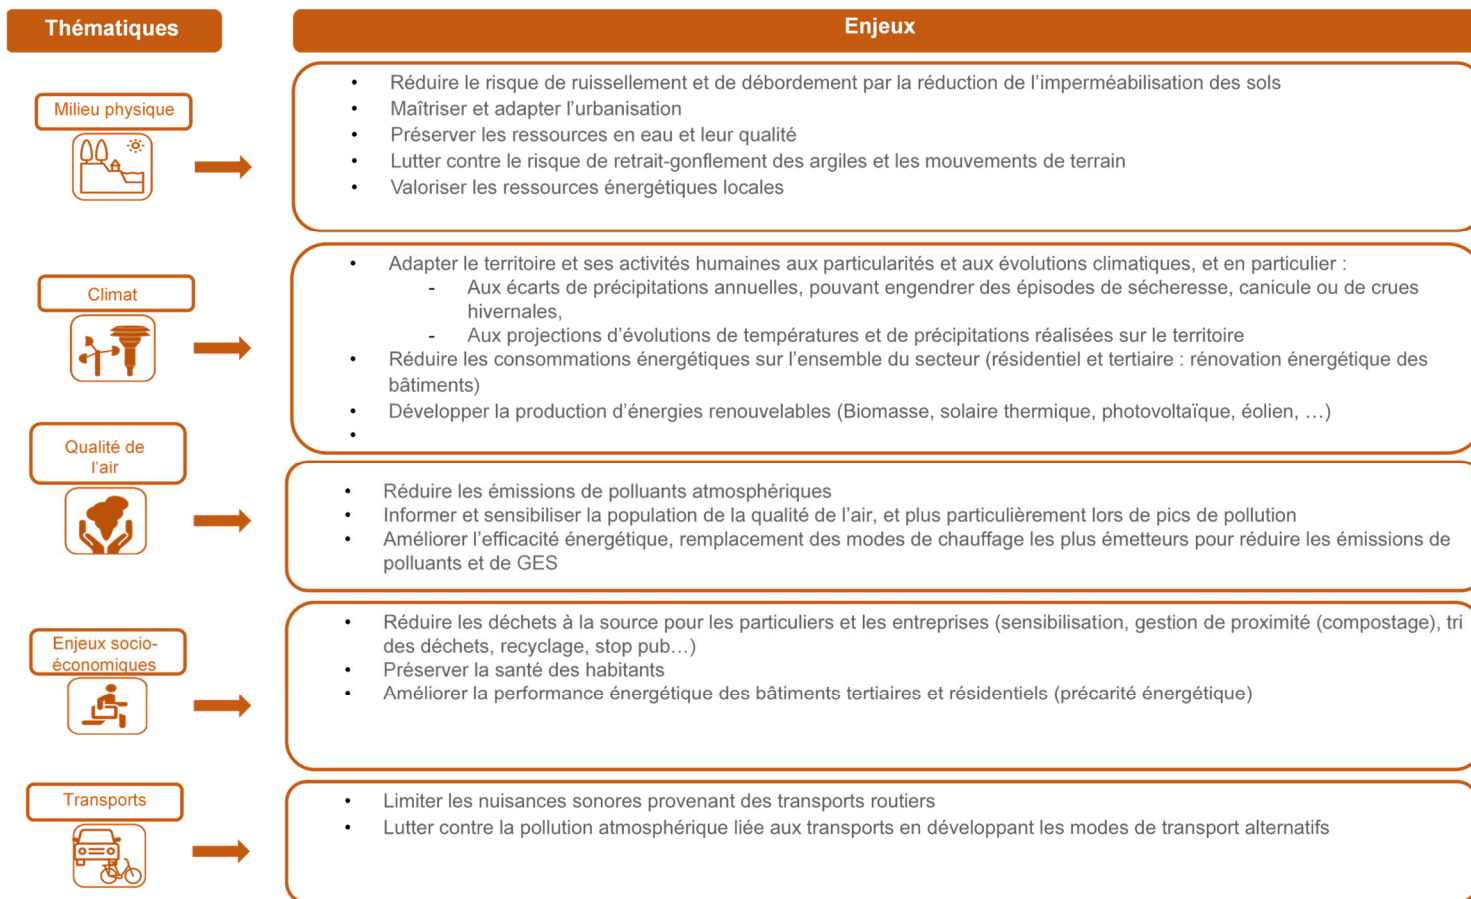 Thématiques
Enjeux
Milieu physique
• Réduire le risque de ruissellement et de débordement par la réduction de l'imperméabilisation des sols
• Maîtriser et adapter l'urbanisation
• Préserver les ressources en eau et leur qualité
• Lutter contre le risque de retrait-gonflement des argiles et les mouvements de terrain
• Valoriser les ressources énergétiques locales
Climat
• Adapter le territoire et ses activités humaines aux particularités et aux évolutions climatiques, et en particulier :
- Aux écarts de précipitations annuelles, pouvant engendrer des épisodes de sécheresse, canicule ou de crues
hivernales,
- Aux projections d'évolutions de températures et de précipitations réalisées sur le territoire
• Réduire les consommations énergétiques sur l'ensemble du secteur (résidentiel et tertiaire : rénovation énergétique des
bâtiments)
• Développer la production d'énergies renouvelables (Biomasse, solaire thermique, photovoltaïque, éolien, …)
•
Qualité de
l'air
• Réduire les émissions de polluants atmosphériques
• Informer et sensibiliser la population de la qualité de l'air, et plus particulièrement lors de pics de pollution
• Améliorer l'efficacité énergétique, remplacement des modes de chauffage les plus émetteurs pour réduire les émissions de
polluants et de GES
Enjeux socio-
économiques
• Réduire les déchets à la source pour les particuliers et les entreprises (sensibilisation, gestion de proximité (compostage), tri
des déchets, recyclage, stop pub…)
• Préserver la santé des habitants
• Améliorer la performance énergétique des bâtiments tertiaires et résidentiels (précarité énergétique)
Transports
• Limiter les nuisances sonores provenant des transports routiers
• Lutter contre la pollution atmosphérique liée aux transports en développant les modes de transport alternatifs